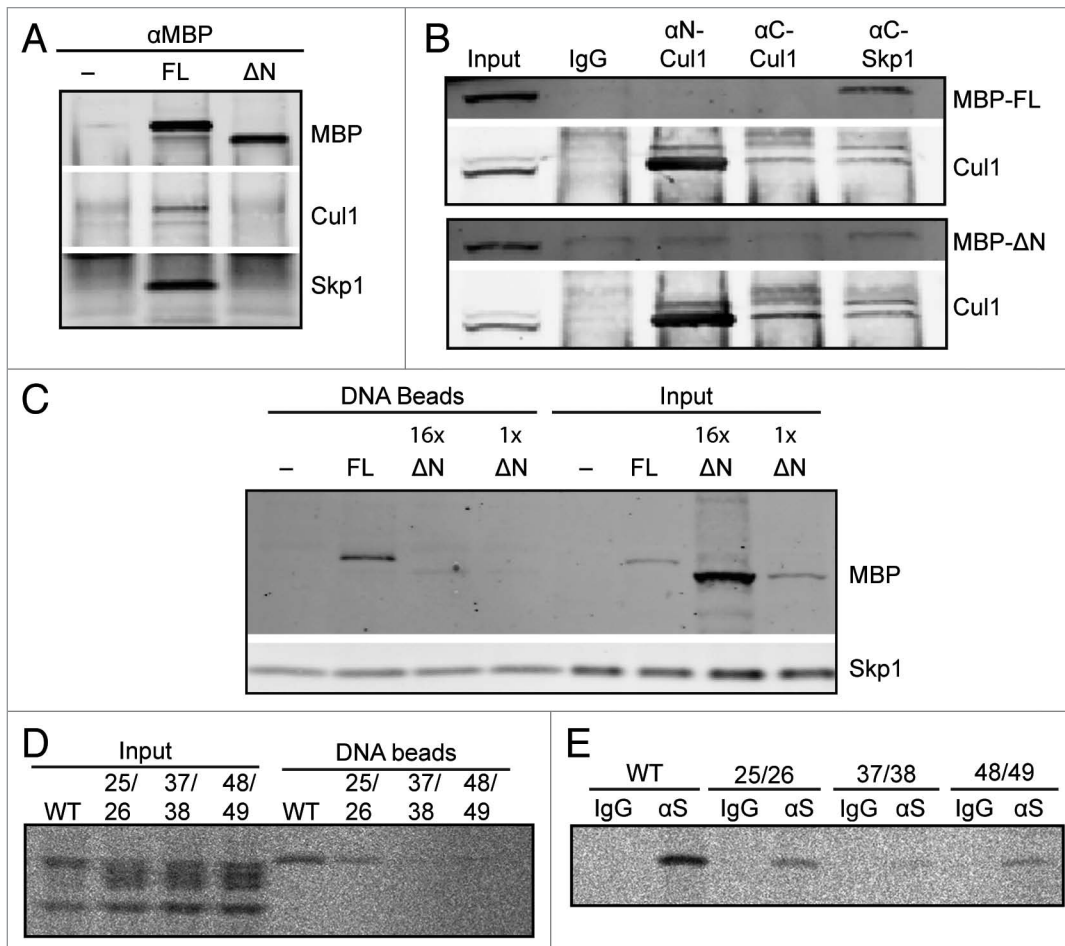 A
αMBP
– FL ΔN
MBP
Cul1
Skp1
B
Input IgG αN-Cul1 αC-Cul1 αC-Skp1
MBP-FL
Cul1
MBP-ΔN
Cul1
C
DNA Beads Input
16x 1x 16x 1x
– FL ΔN ΔN – FL ΔN ΔN
MBP
Skp1
D
Input DNA beads
25/ 37/ 48/ 25/ 37/ 48/
WT 26 38 49 WT 26 38 49
E
WT 25/26 37/38 48/49
IgG αS IgG αS IgG αS IgG αS